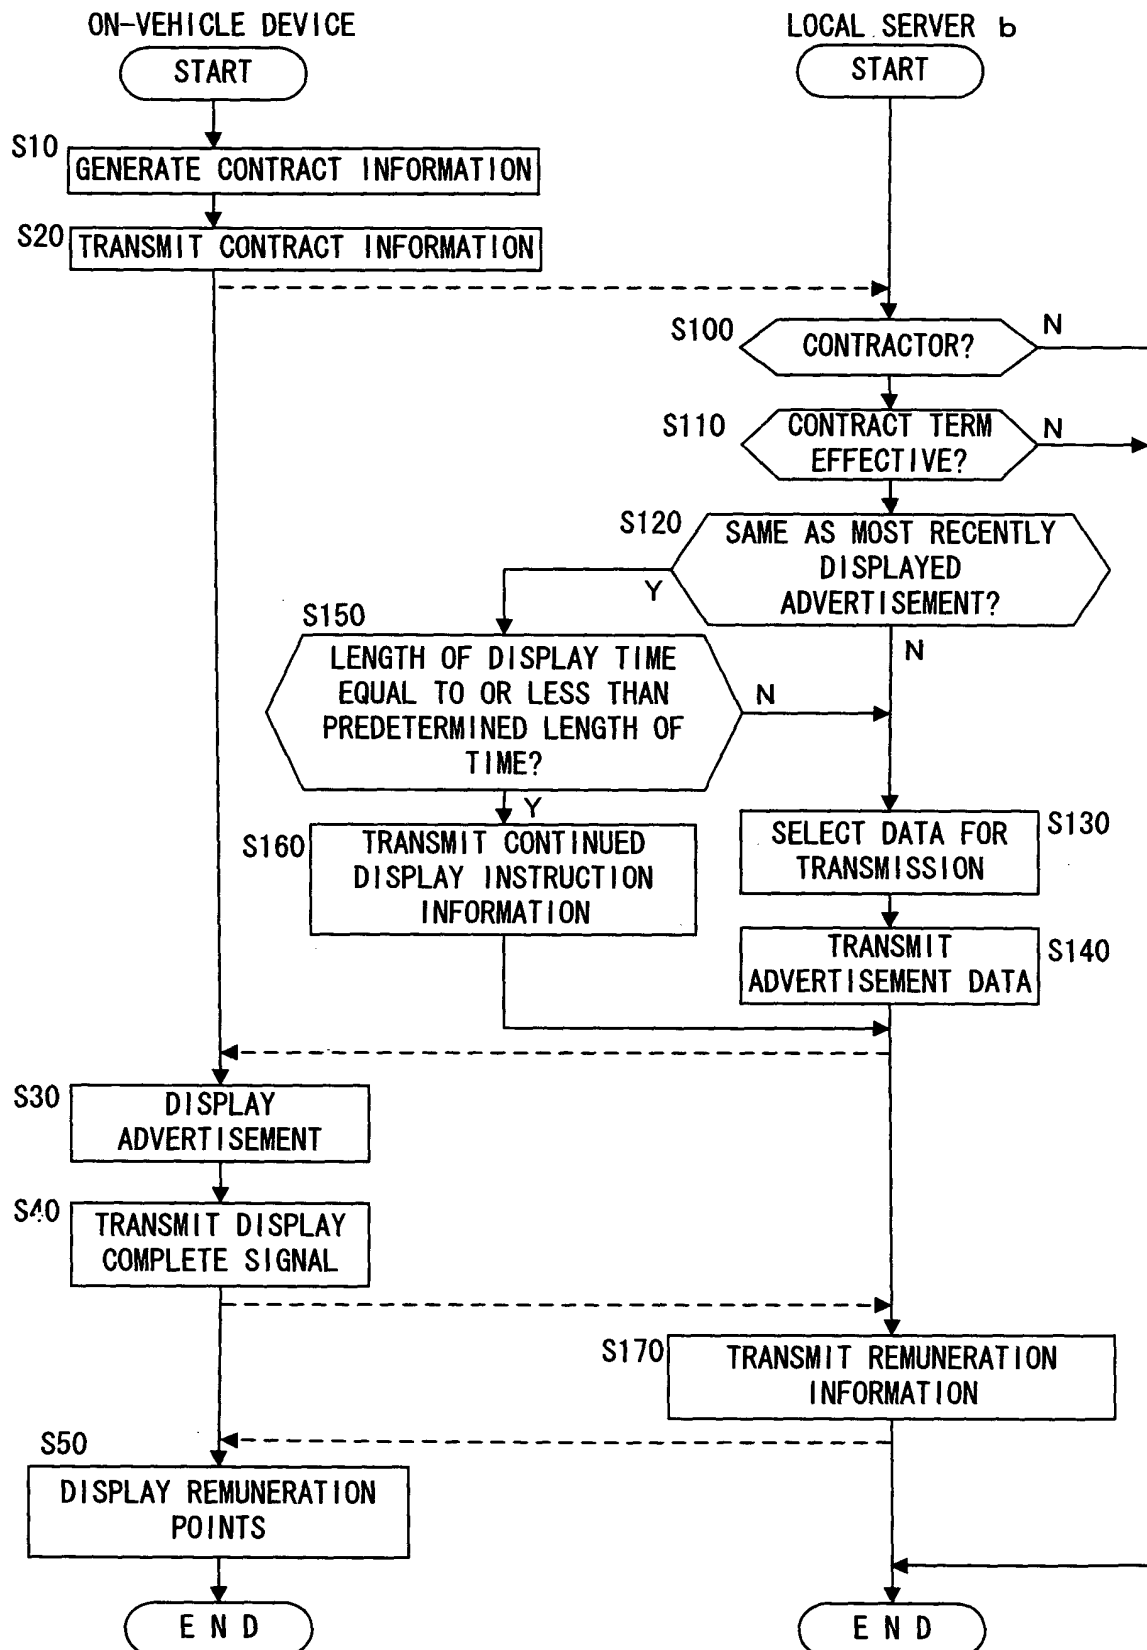 ON-VEHICLE DEVICE
LOCAL SERVER b
START
START
S10
GENERATE CONTRACT INFORMATION
S20
TRANSMIT CONTRACT INFORMATION
S100
CONTRACTOR?
N
S110
CONTRACT TERM
EFFECTIVE?
N
S120
SAME AS MOST RECENTLY
DISPLAYED
ADVERTISEMENT?
Y
N
S150
LENGTH OF DISPLAY TIME
EQUAL TO OR LESS THAN
PREDETERMINED LENGTH OF
TIME?
N
Y
S160
TRANSMIT CONTINUED
DISPLAY INSTRUCTION
INFORMATION
SELECT DATA FOR
TRANSMISSION
S130
TRANSMIT
ADVERTISEMENT DATA
S140
S30
DISPLAY
ADVERTISEMENT
S40
TRANSMIT DISPLAY
COMPLETE SIGNAL
S170
TRANSMIT REMUNERATION
INFORMATION
S50
DISPLAY REMUNERATION
POINTS
END
END